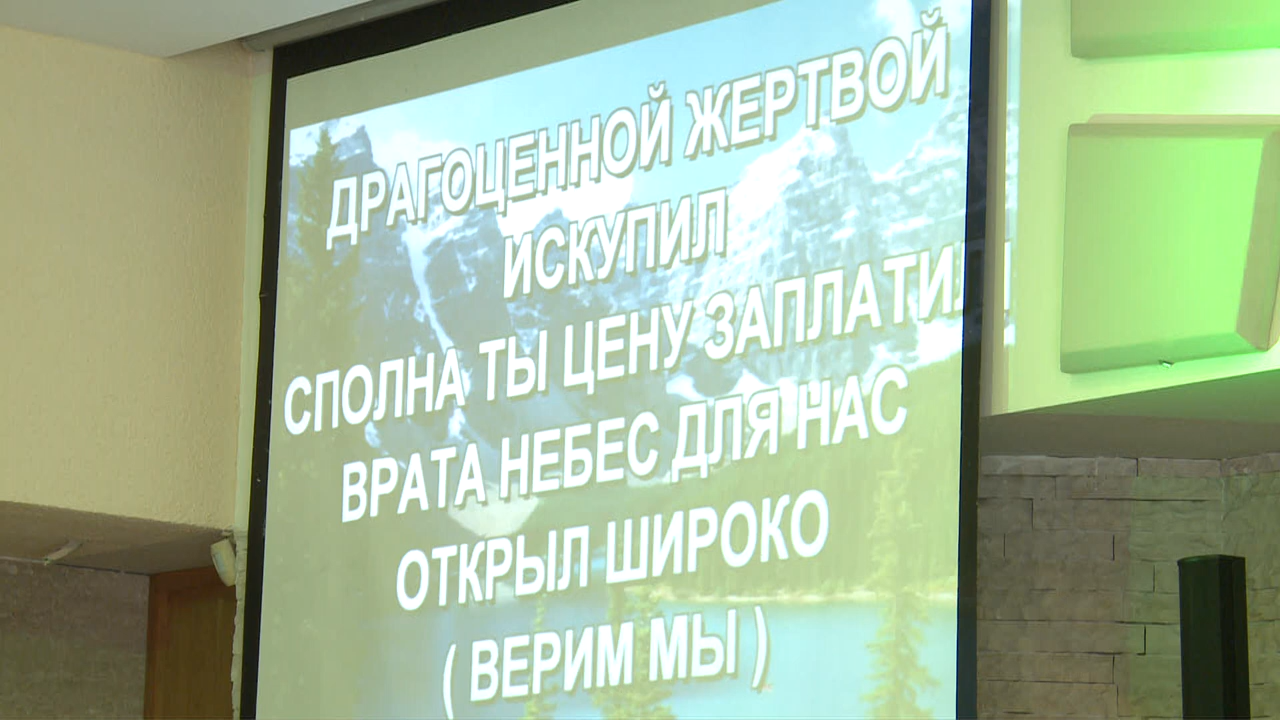 ДРАГОЦЕННОЙ ЖЕРТВОЙ
ИСКУПИЛ
СПОЛНА ТЫ ЦЕНУ ЗАПЛАТИЛ
ВРАТА НЕБЕС ДЛЯ НАС
ОТКРЫЛ ШИРОКО
( ВЕРИМ МЫ )